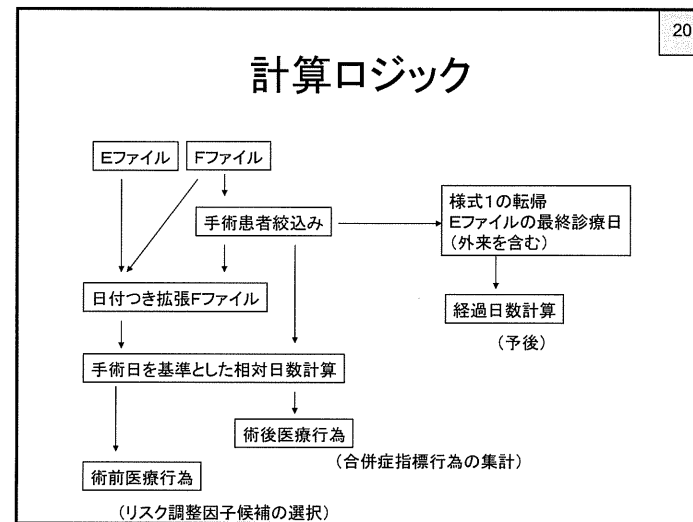 20
計算ロジック
Eファイル
Fファイル
手術患者絞込み
様式1の転帰
Eファイルの最終診療日
(外来を含む)
日付つき拡張Fファイル
経過日数計算
(予後)
手術日を基準とした相対日数計算
術後医療行為
(合併症指標行為の集計)
術前医療行為
(リスク調整因子候補の選択)